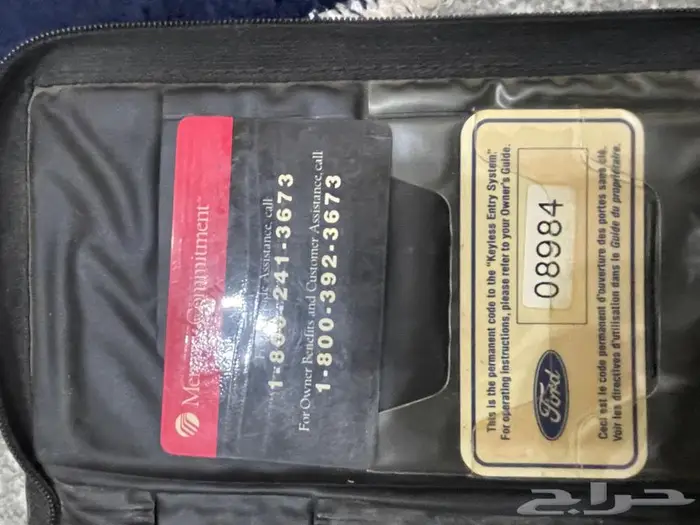 Mercury Commitment
Assistance, call
1-800-241-3673
For Owner Benefits and Customer Assistance, call
1-800-392-3673
This is the permanent code to the "Keyless Entry System"
For operating instructions, please refer to your Owner's Guide.
08984
Ford
Ceci est le code permanent d'ouverture des portes sans clé.
Voir les directives d'utilisation dans le Guide du propriétaire.
حراج